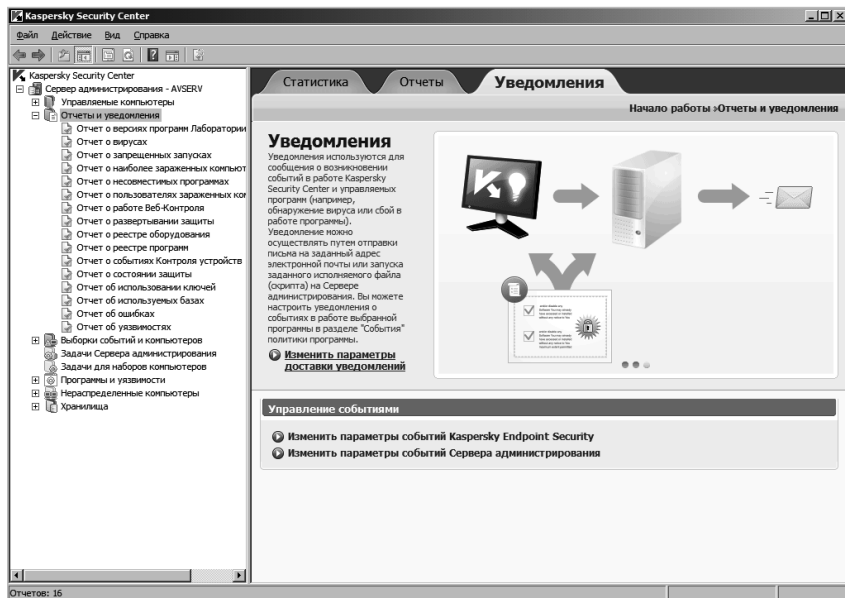 Kaspersky Security Center
Файл Действие Вид Справка
Kaspersky Security Center
Сервер администрирования - AVSERV
Управляемые компьютеры
Отчеты и уведомления
Отчет о версиях программ Лаборатории
Отчет о вирусах
Отчет о запрещенных запусках
Отчет о наиболее зараженных компьют
Отчет о несовместимых программах
Отчет о пользователях зараженных ком
Отчет о работе Веб-Контроля
Отчет о развертывании защиты
Отчет о реестре оборудования
Отчет о реестре программ
Отчет о событиях Контроля устройств
Отчет о состоянии защиты
Отчет об использовании ключей
Отчет об используемых базах
Отчет об ошибках
Отчет об уязвимостях
Выборки событий и компьютеров
Задачи Сервера администрирования
Задачи для наборов компьютеров
Программы и уязвимости
Нераспределенные компьютеры
Хранилища
Статистика Отчеты Уведомления
Начало работы »Отчеты и уведомления
Уведомления
Уведомления используются для
сообщения о возникновении
событий в работе Kaspersky
Security Center и управляемых
программ (например,
обнаружение вируса или сбой в
работе программы).
Уведомление можно
осуществлять путем отправки
письма на заданный адрес
электронной почты или запуска
заданного исполняемого файла
(скрипта) на Сервере
администрирования. Вы можете
настроить уведомления о
событиях в работе выбранной
программы в разделе "События"
политики программы.
Изменить параметры
доставки уведомлений
Управление событиями
Изменить параметры событий Kaspersky Endpoint Security
Изменить параметры событий Сервера администрирования
Отчетов: 16